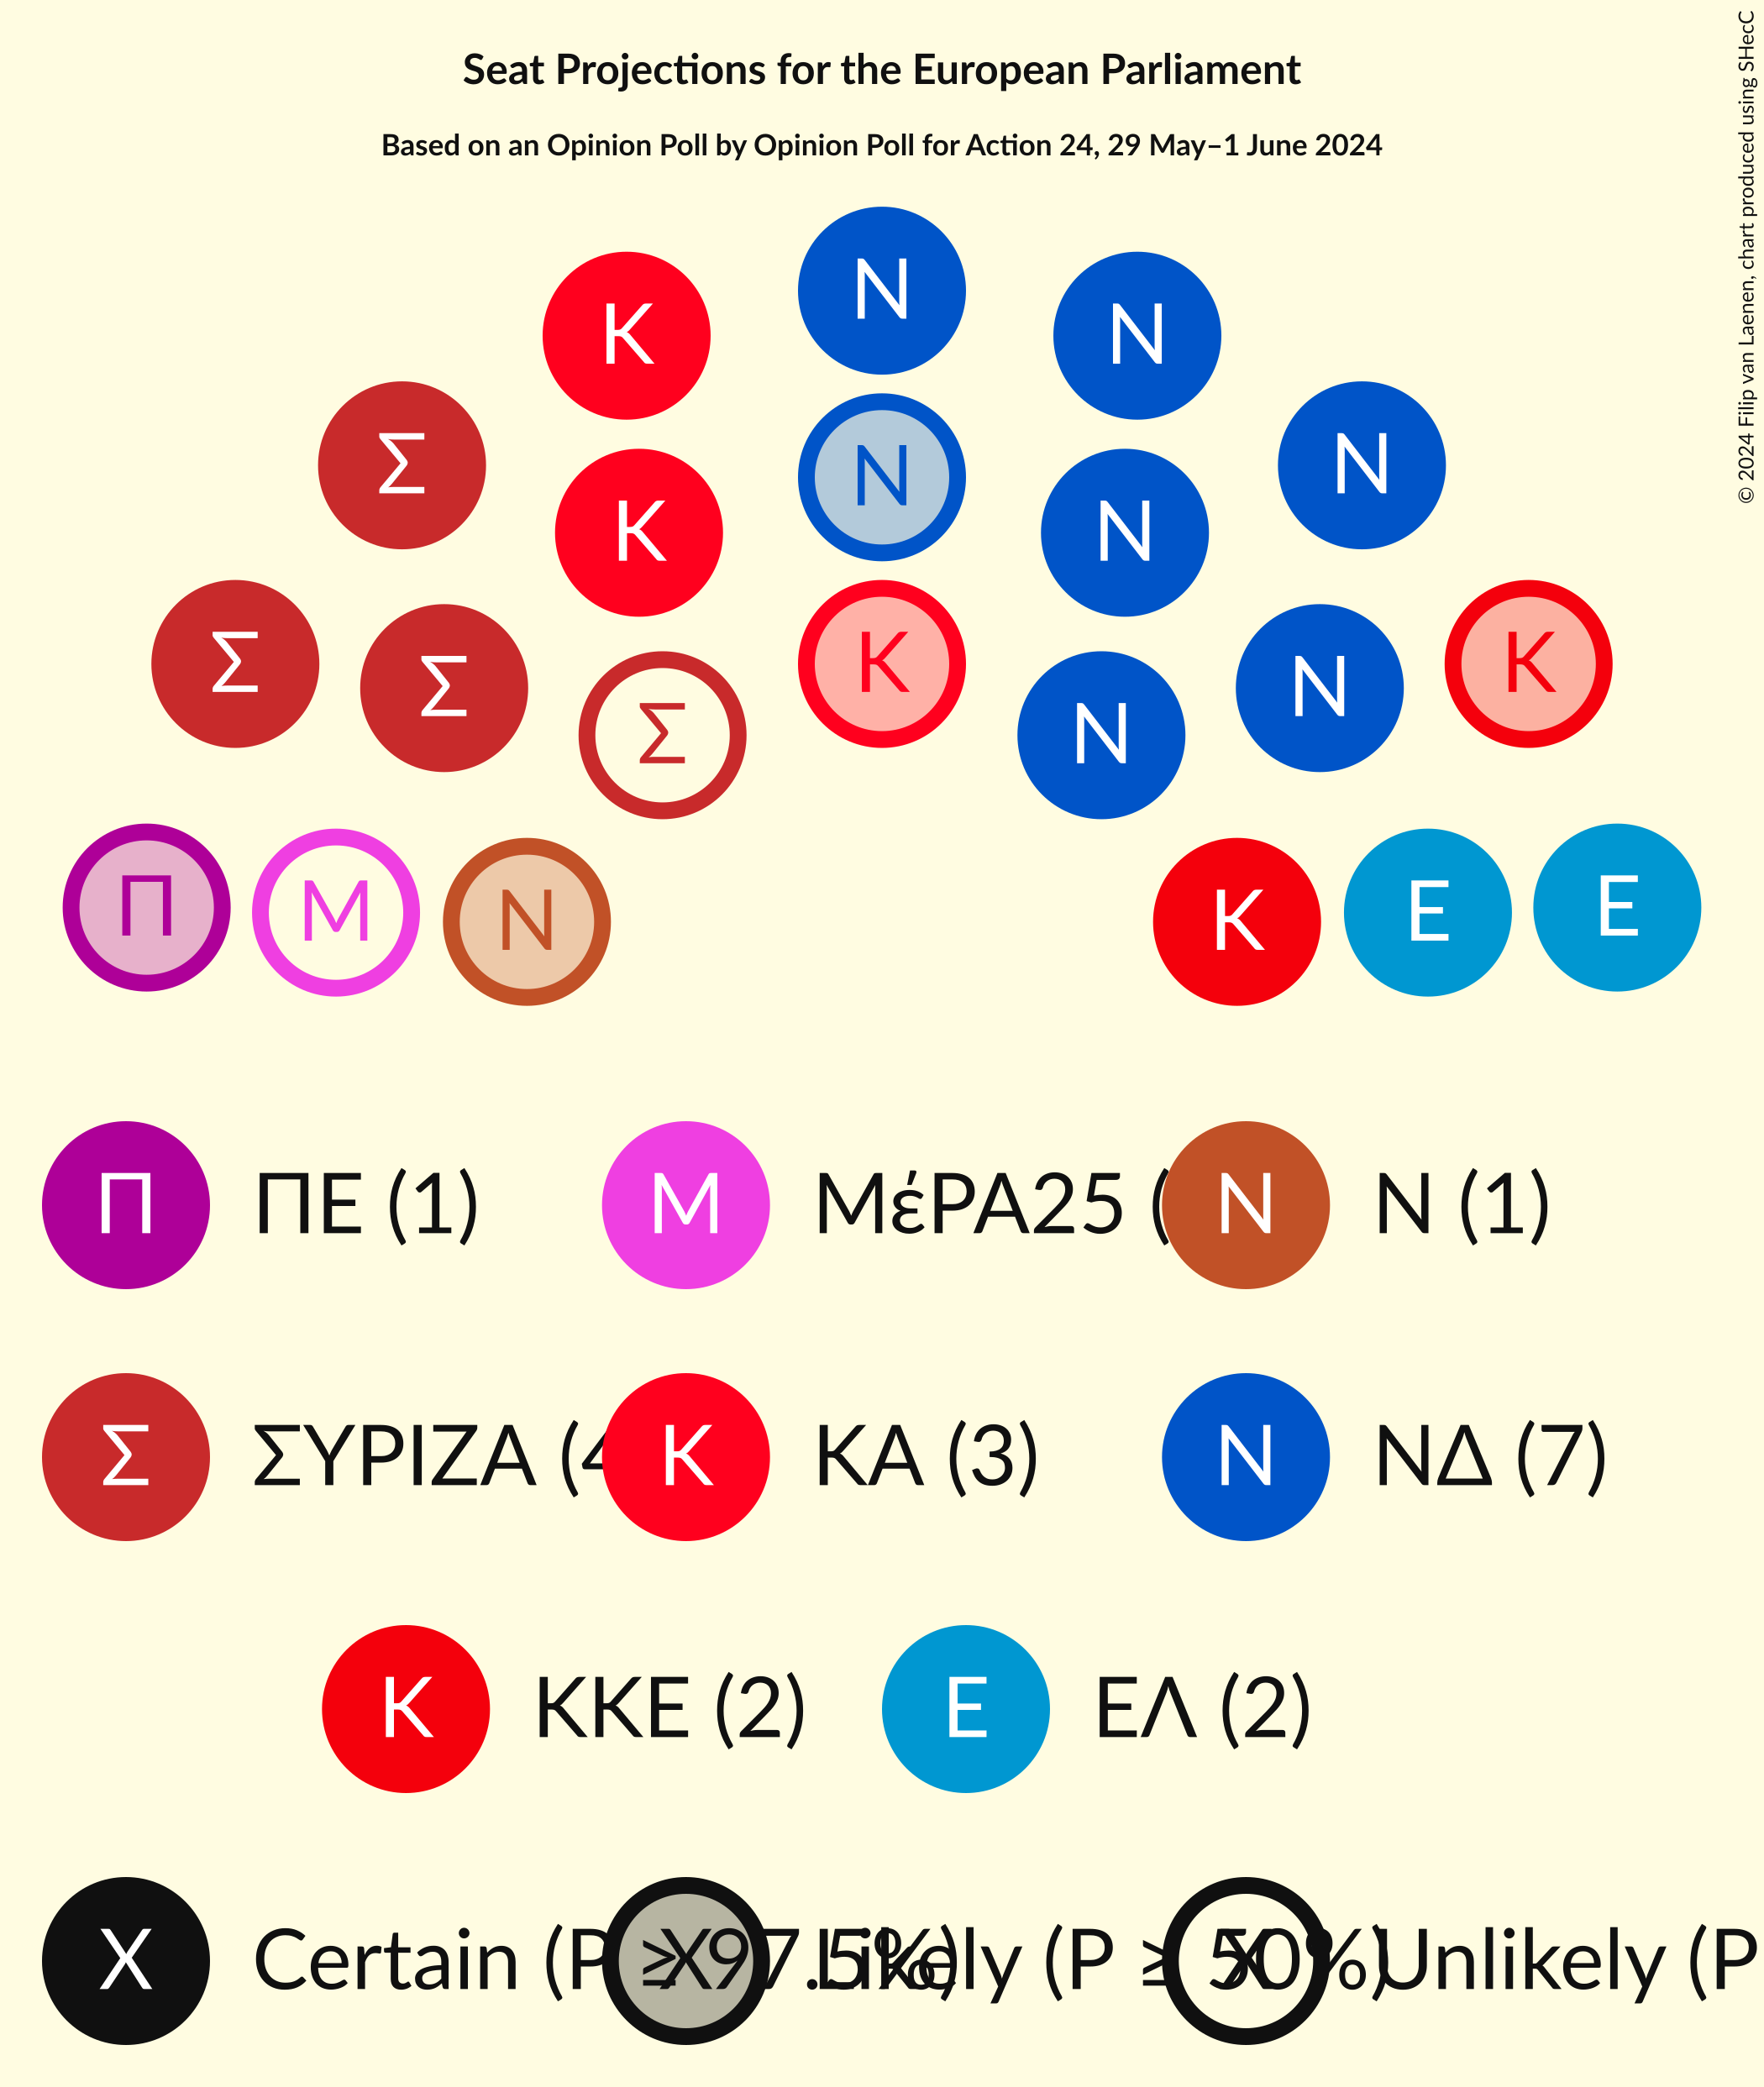 Seat Projections for the European Parliament
Based on an Opinion Poll by Opinion Poll for Action 24, 29 May–1 June 2024
© 2024 Filip van Laenen, chart produced using SHecC
N
K N
Σ N
N
K N
Σ K K
Σ N
Σ N
Π M N K E E
Π ΠΕ (1) M ΜέΡΑ25 ( N Ν (1)
Σ ΣΥΡΙΖΑ (4 K ΚΑ (3) N ΝΔ (7)
K ΚΚΕ (2) E ΕΛ (2)
X Certain (P ≥ 97.5%) X Likely (P ≥ 50%) X Unlikely (P